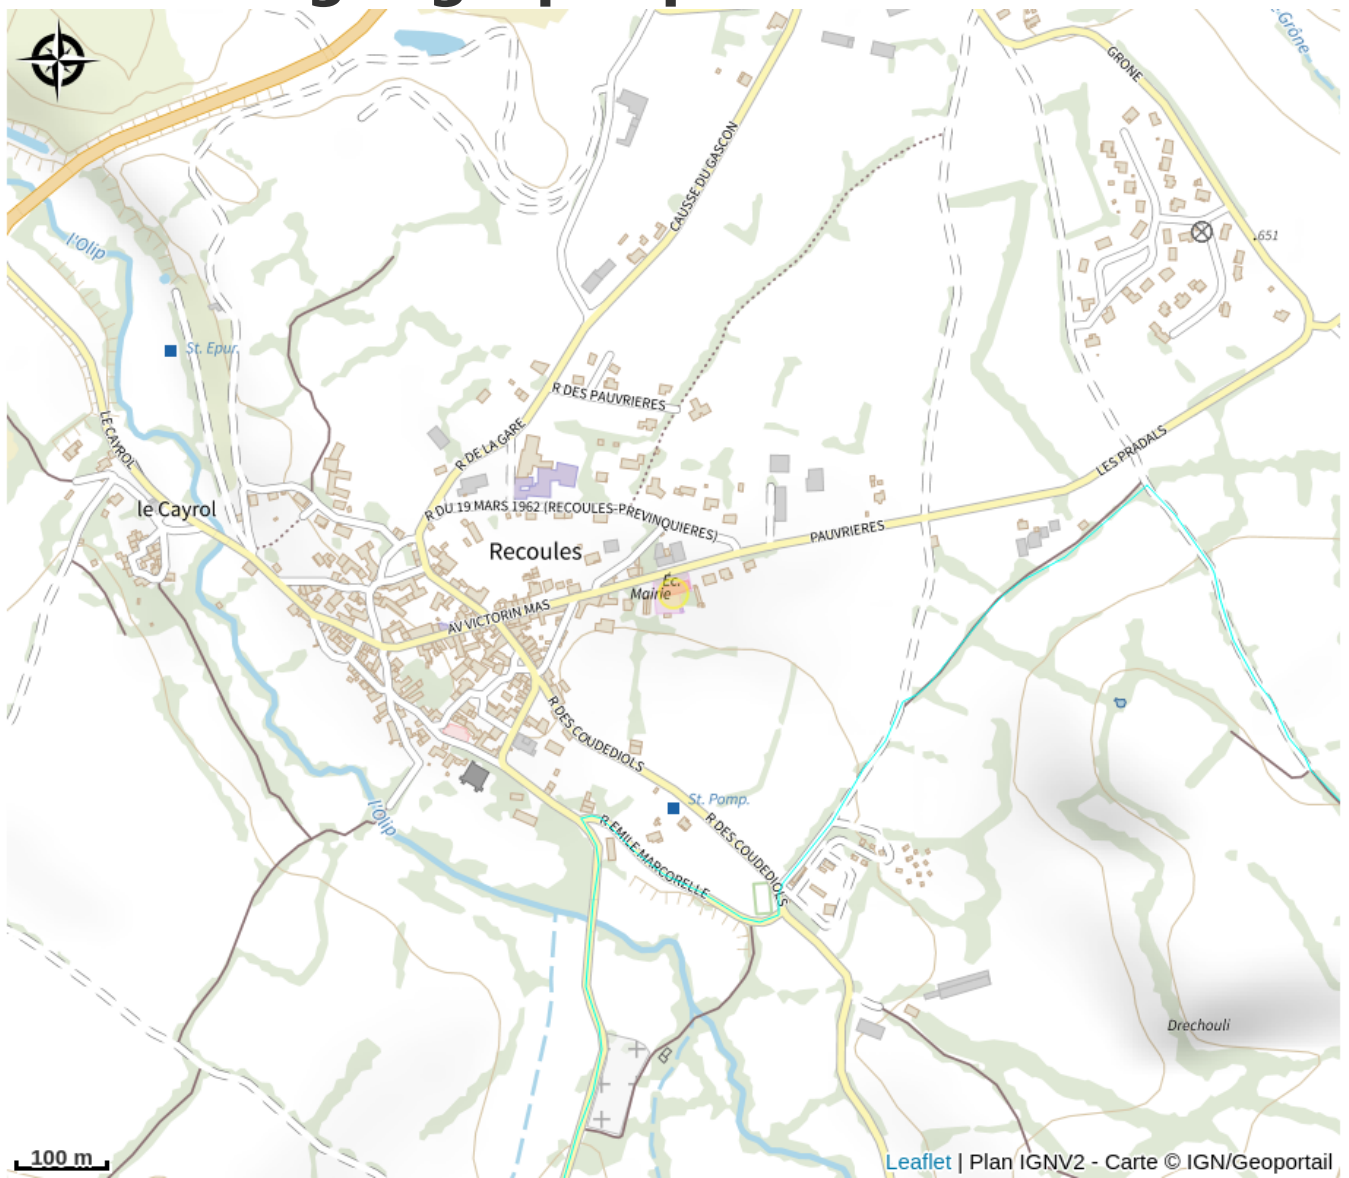 Grône
GRONE
CAUSSE DU GASCON
.651
l'Olip
St. Epur.
R DES PAUVRIERES
LE CAYROL
R DE LA GARE
LES PRADALS
le Cayrol
R DU 19 MARS 1962 (RECOULES-PREVINQUIERES)
PAUVRIERES
Recoules
Éc.
Mairie
AV VICTORIN MAS
R DES COUDEDIOLS
St. Pomp.
l'Olip
R EMILE MARCORELLE
R DES COUDEDIOLS
Drechouli
100 m
Leaflet | Plan IGNV2 - Carte © IGN/Geoportail